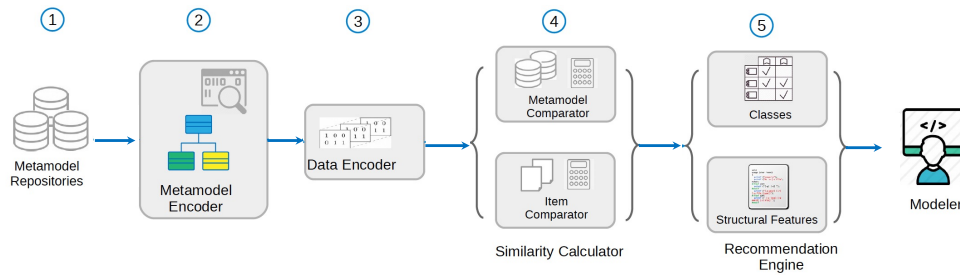 1
2
3
4
5
Metamodel
Repositories
Metamodel
Encoder
Data Encoder
Metamodel
Comparator
Item
Comparator
Similarity Calculator
Classes
Structural Features
Recommendation
Engine
</>
Modeler